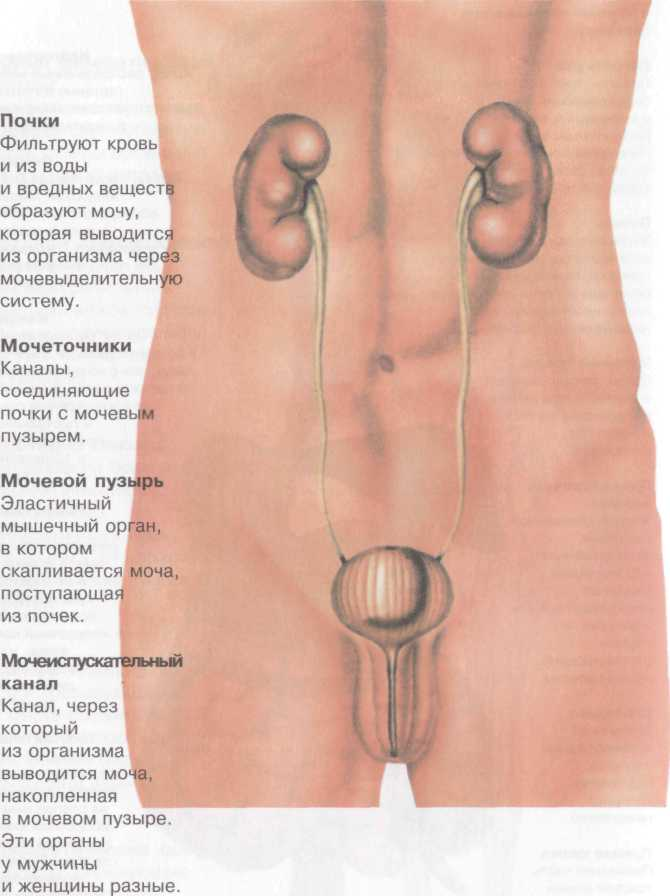 Почки
Фильтруют кровь
и из воды
и вредных веществ
образуют мочу,
которая выводится
из организма через
мочевыделительную
систему.
Мочеточники
Каналы,
соединяющие
почки с мочевым
пузырем.
Мочевой пузырь
Эластичный
мышечный орган,
в котором
скапливается моча,
поступающая
из почек.
Мочеиспускательный
канал
Канал, через
который
из организма
выводится моча,
накопленная
в мочевом пузыре.
Эти органы
у мужчины
и женщины разные.